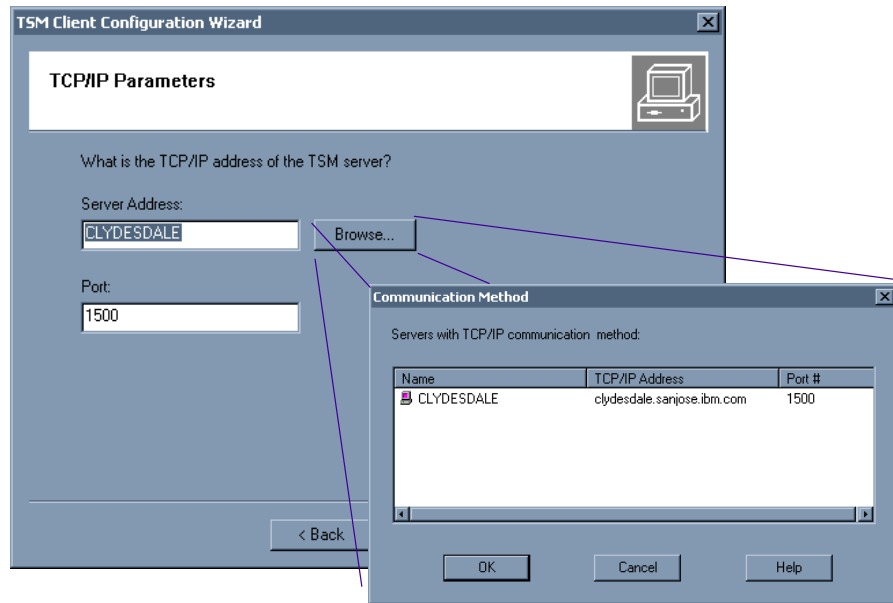 TSM Client Configuration Wizard
TCP/IP Parameters
What is the TCP/IP address of the TSM server?
Server Address:
CLYDESDALE
Browse...
Port:
1500
< Back
Communication Method
Servers with TCP/IP communication method:
Name TCP/IP Address Port #
CLYDESDALE clydesdale.sanjose.ibm.com 1500
OK Cancel Help